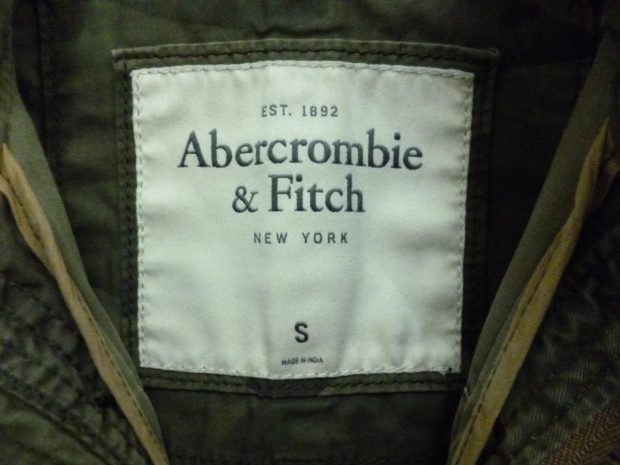 EST. 1892
Abercrombie
& Fitch
NEW YORK
S
MADE IN INDIA